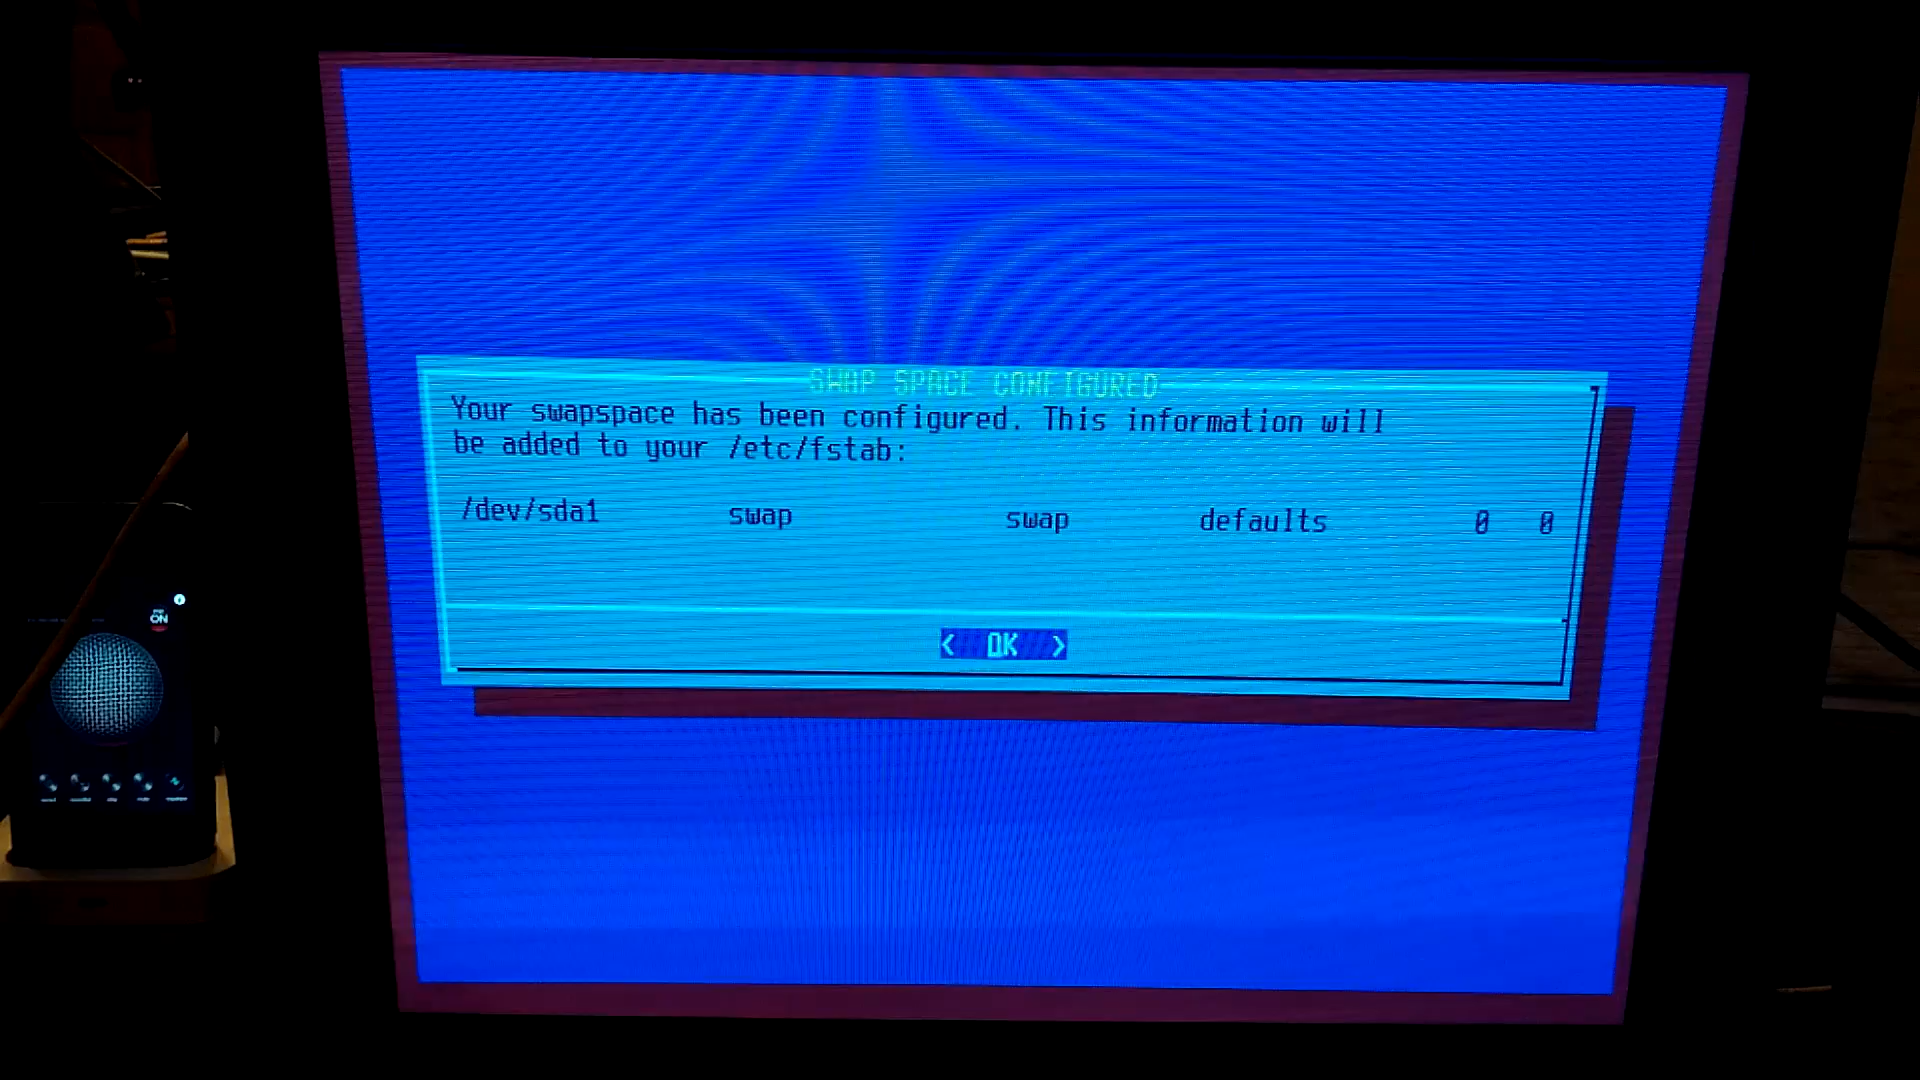 SWAP SPACE CONFIGURED
Your swapspace has been configured. This information will
be added to your /etc/fstab:
/dev/sda1 swap swap defaults 0 0
< OK >
ON